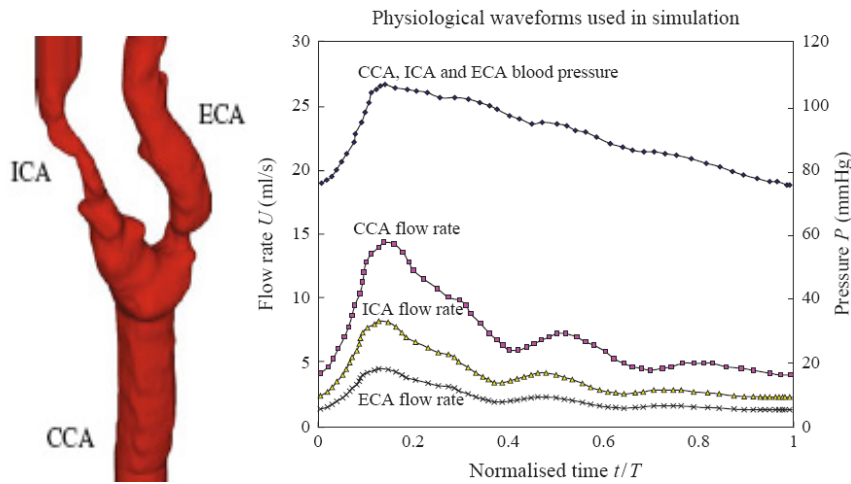 Physiological waveforms used in simulation
ECA
ICA
CCA
30
25
20
15
10
5
0
Flow rate U (ml/s)
CCA, ICA and ECA blood pressure
CCA flow rate
ICA flow rate
ECA flow rate
120
100
80
60
40
20
0
Pressure P (mmHg)
0 0.2 0.4 0.6 0.8 1
Normalised time t/T